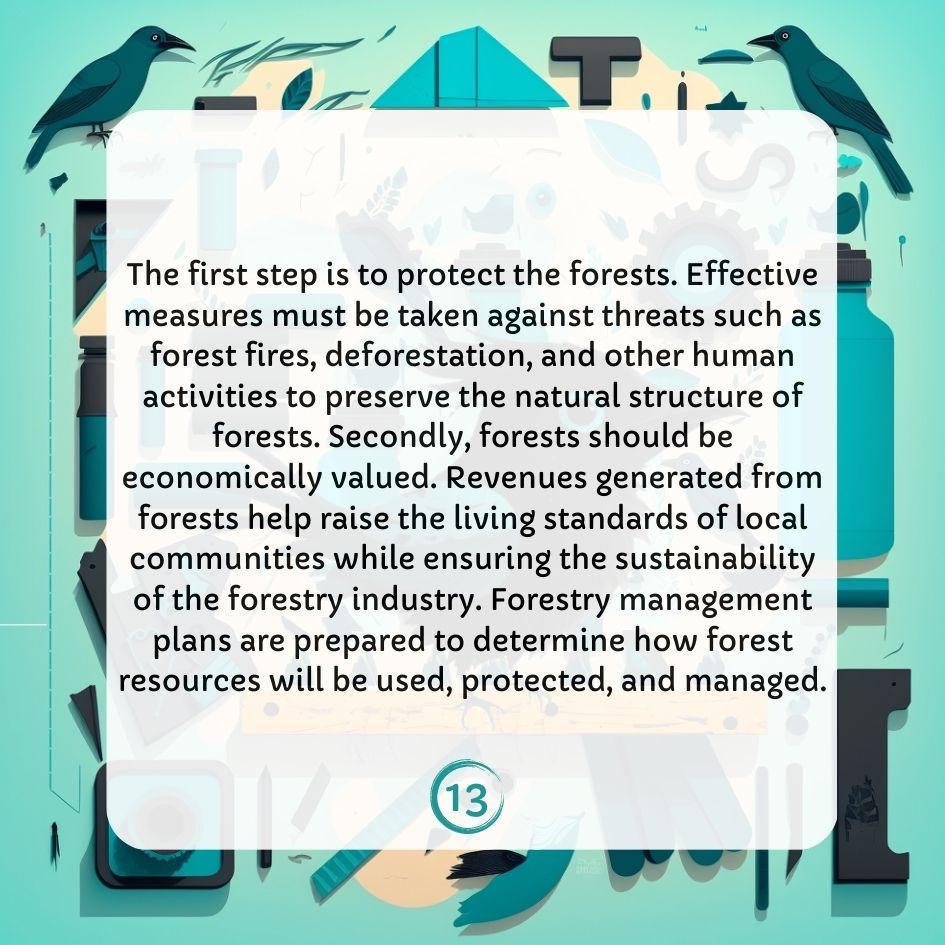 The first step is to protect the forests. Effective
measures must be taken against threats such as
forest fires, deforestation, and other human
activities to preserve the natural structure of
forests. Secondly, forests should be
economically valued. Revenues generated from
forests help raise the living standards of local
communities while ensuring the sustainability
of the forestry industry. Forestry management
plans are prepared to determine how forest
resources will be used, protected, and managed.
13